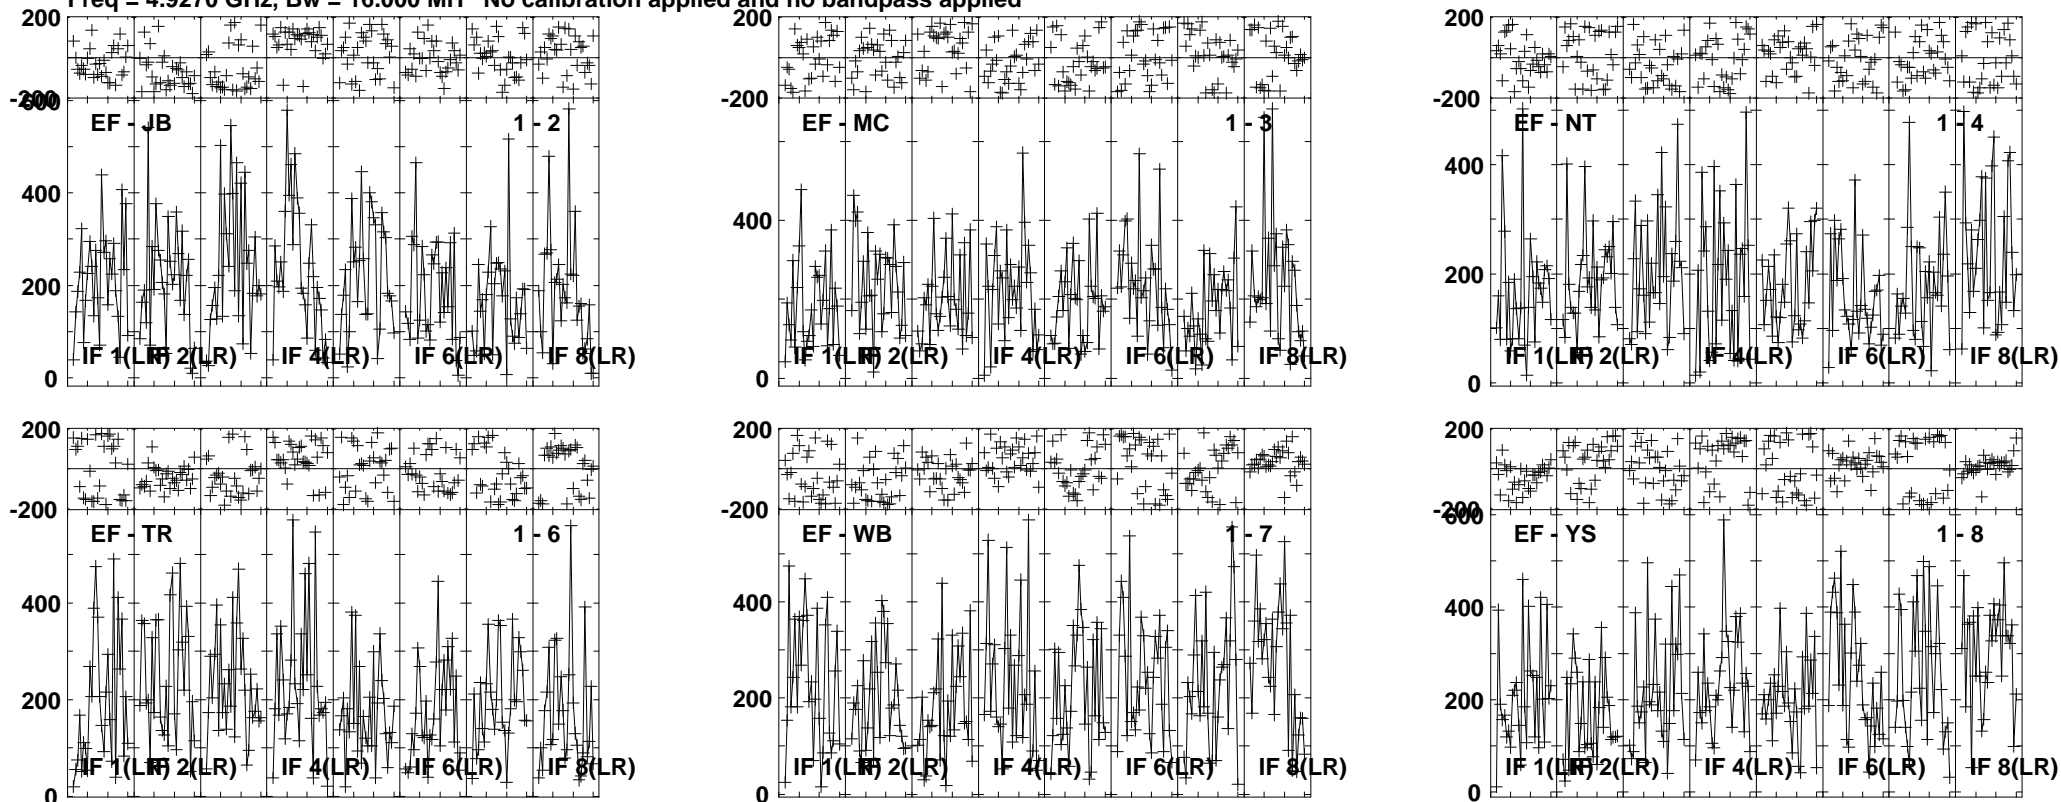 Freq = 4.9270 GHz, Bw = 16.000 MH No calibration applied and no bandpass applied
200
-200
600
400
200
0
EF - JB
1 - 2
IF 1(LR)
IF 2(LR)
IF 4(LR)
IF 6(LR)
IF 8(LR)
200
-200
400
0
EF - MC
1 - 3
IF 1(LR)
IF 2(LR)
IF 4(LR)
IF 6(LR)
IF 8(LR)
200
-200
400
200
0
EF - NT
1 - 4
IF 1(LR)
IF 2(LR)
IF 4(LR)
IF 6(LR)
IF 8(LR)
200
-200
400
200
0
EF - TR
1 - 6
IF 1(LR)
IF 2(LR)
IF 4(LR)
IF 6(LR)
IF 8(LR)
200
-200
400
200
0
EF - WB
1 - 7
IF 1(LR)
IF 2(LR)
IF 4(LR)
IF 6(LR)
IF 8(LR)
200
-200
600
400
200
0
EF - YS
1 - 8
IF 1(LR)
IF 2(LR)
IF 4(LR)
IF 6(LR)
IF 8(LR)